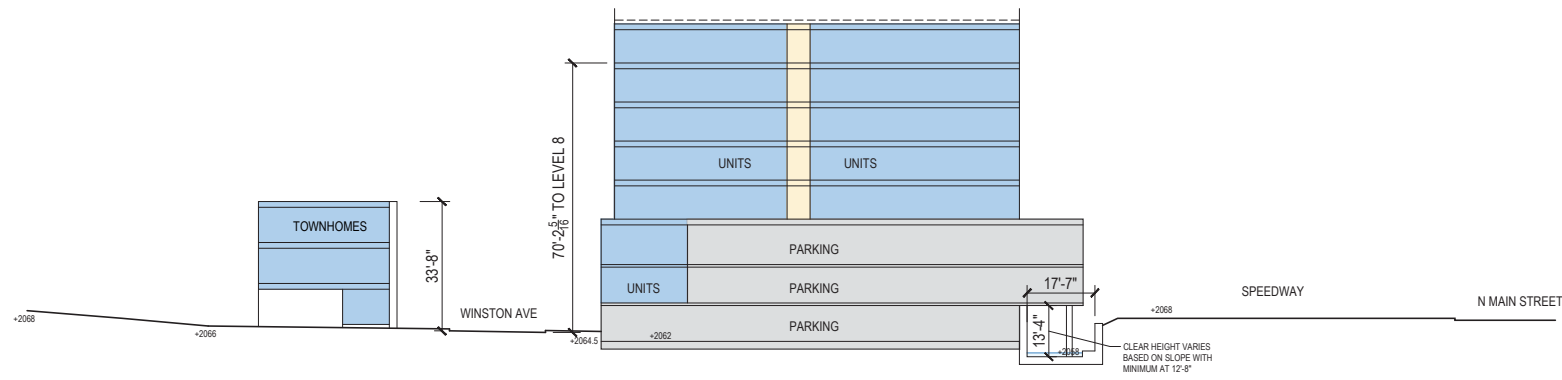 UNITS
UNITS
70'-2 5/16" TO LEVEL 8
TOWNHOMES
33'-8"
PARKING
UNITS
PARKING
17'-7"
SPEEDWAY
N MAIN STREET
+2068
WINSTON AVE
+2066
+2064.5
+2062
PARKING
13'-4"
+2068
+2058
CLEAR HEIGHT VARIES
BASED ON SLOPE WITH
MINIMUM AT 12'-8"